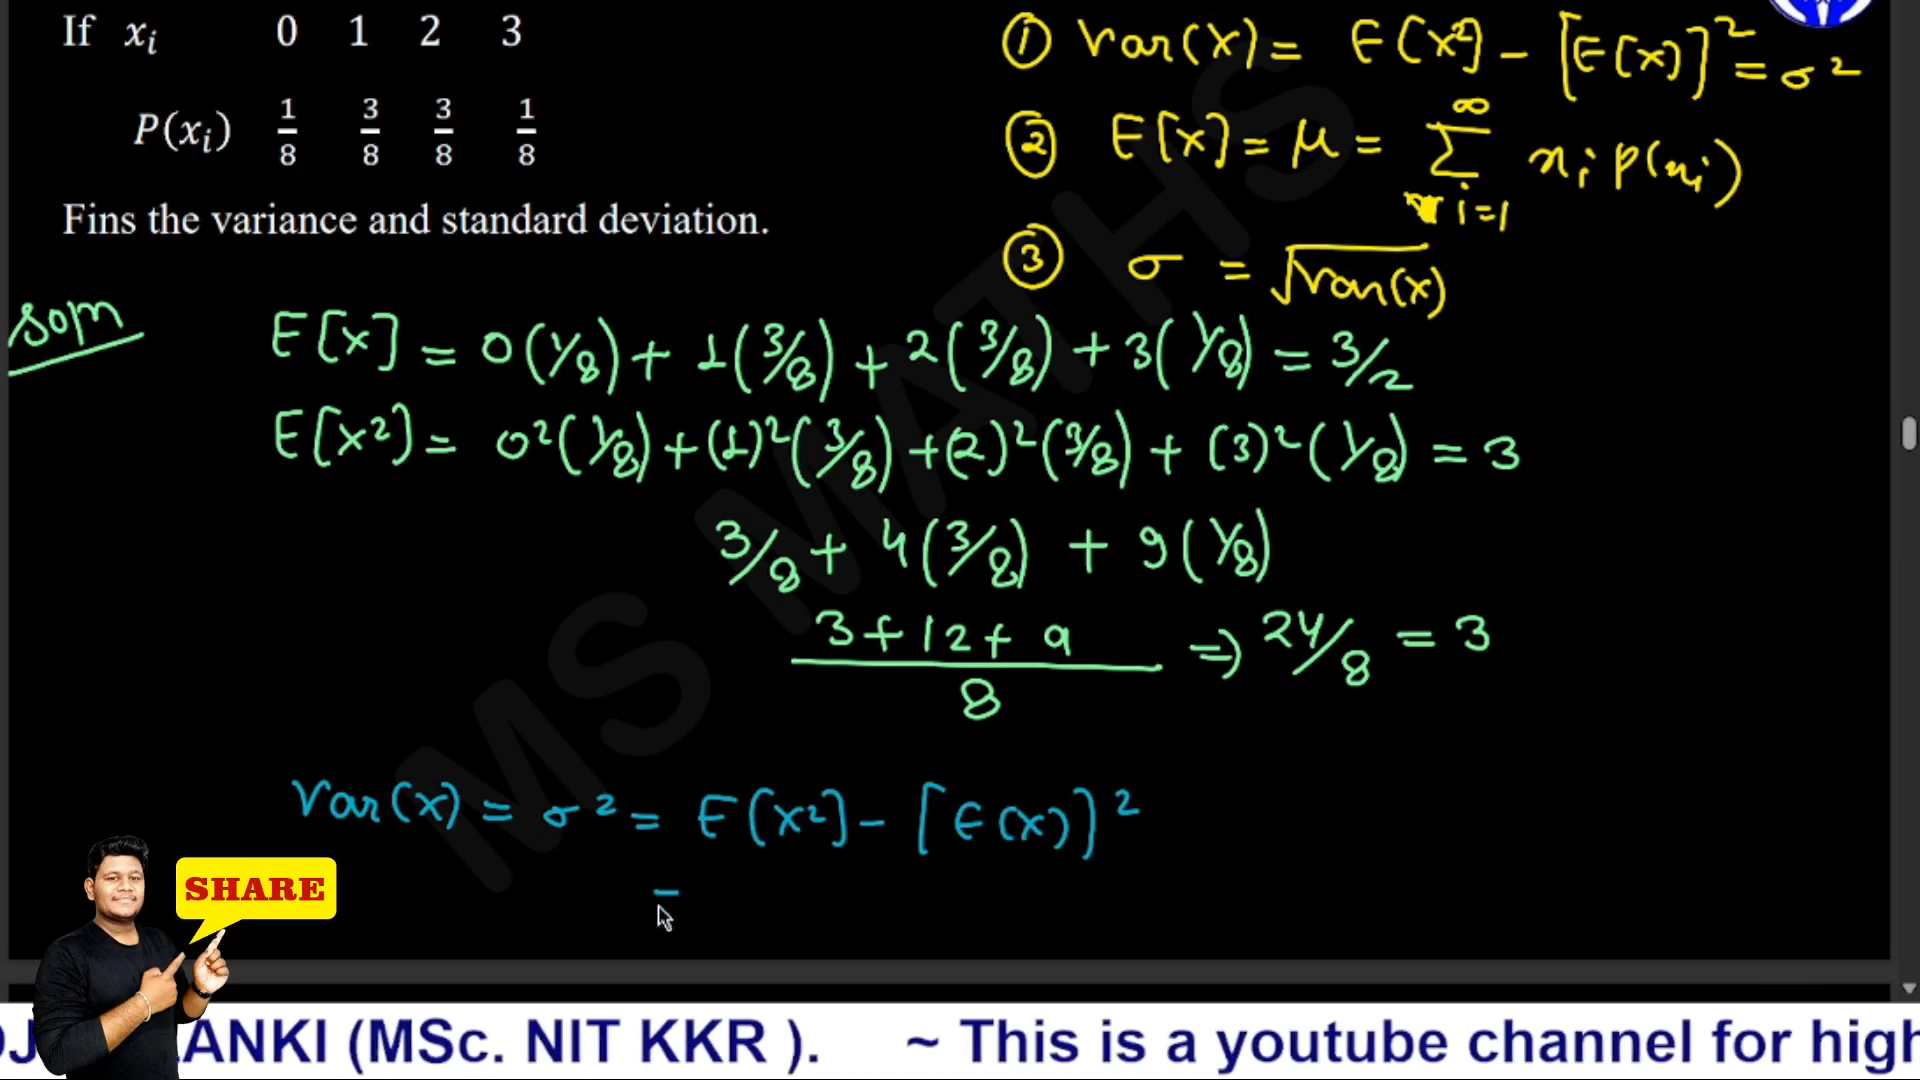 If xᵢ 0 1 2 3
P(xᵢ) 1/8 3/8 3/8 1/8
Fins the variance and standard deviation.
① Var(X) = E[X²] - [E[X]]² = σ²
② E[X] = μ = ∑_{i=1}^{∞} xᵢ p(xᵢ)
③ σ = √Var(X)
Soln
E[X] = 0(1/8) + 1(3/8) + 2(3/8) + 3(1/8) = 3/2
E[X²] = 0²(1/8) + (1)²(3/8) + (2)²(3/8) + (3)²(1/8) = 3
3/8 + 4(3/8) + 9(1/8)
3+12+9 / 8 ⇒ 24/8 = 3
Var(X) = σ² = E[X²] - [E(X)]²
=
MS MATHS
SHARE
ANKI (MSc. NIT KKR ). ~ This is a youtube channel for high